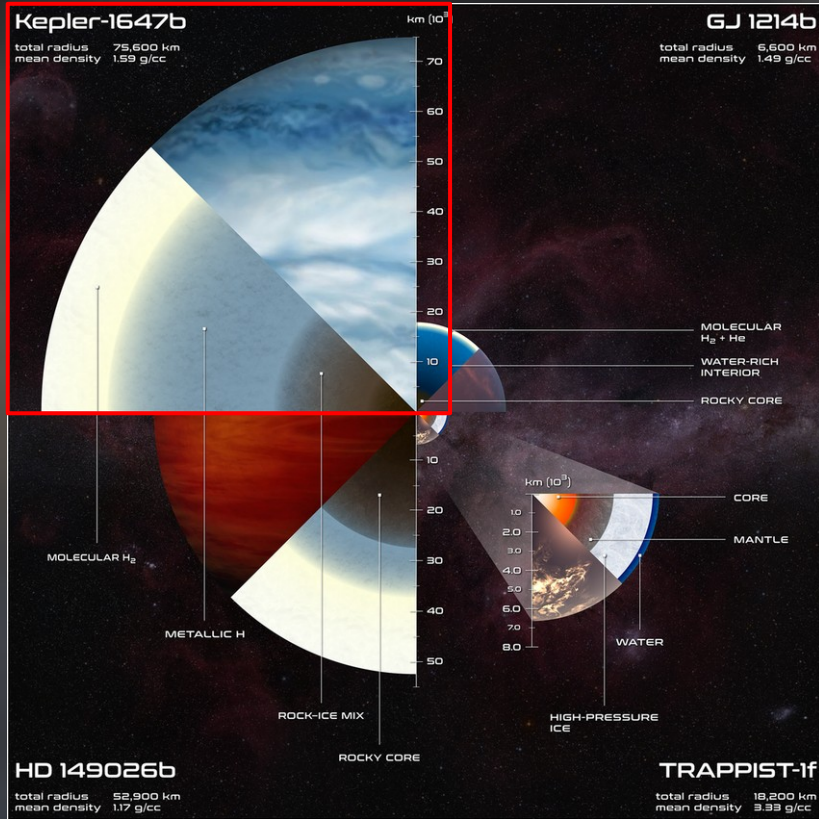 Kepler-1647b
total radius 75,600 km
mean density 1.59 g/cc
km (10³)
GJ 1214b
total radius 6,600 km
mean density 1.49 g/cc
70
60
50
40
30
20
10
MOLECULAR
H₂ + He
WATER-RICH
INTERIOR
ROCKY CORE
10
20
30
40
50
km (10³)
1.0
2.0
3.0
4.0
5.0
6.0
7.0
8.0
CORE
MANTLE
WATER
HIGH-PRESSURE
ICE
MOLECULAR H₂
METALLIC H
ROCK-ICE MIX
ROCKY CORE
HD 149026b
total radius 52,900 km
mean density 1.17 g/cc
TRAPPIST-1f
total radius 18,200 km
mean density 3.33 g/cc